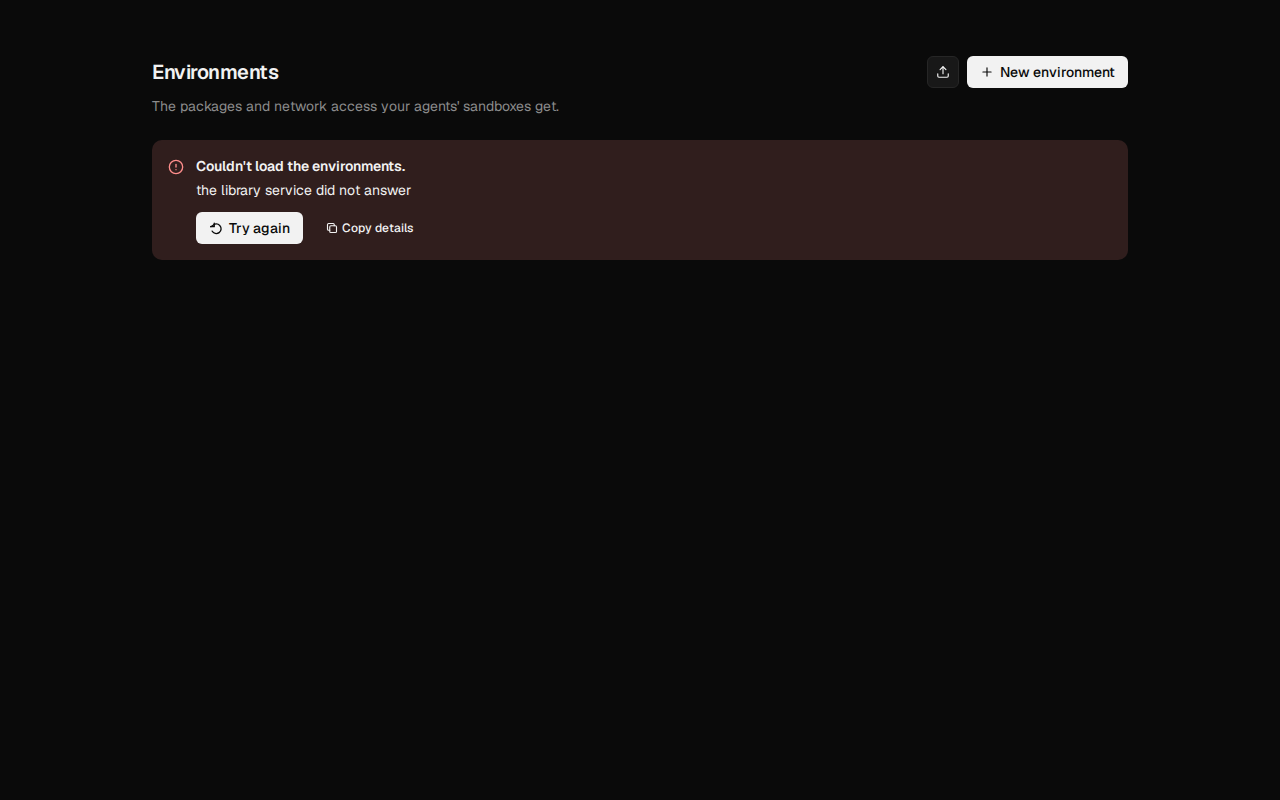 Environments
New environment
The packages and network access your agents' sandboxes get.
Couldn't load the environments.
the library service did not answer
Try again
Copy details